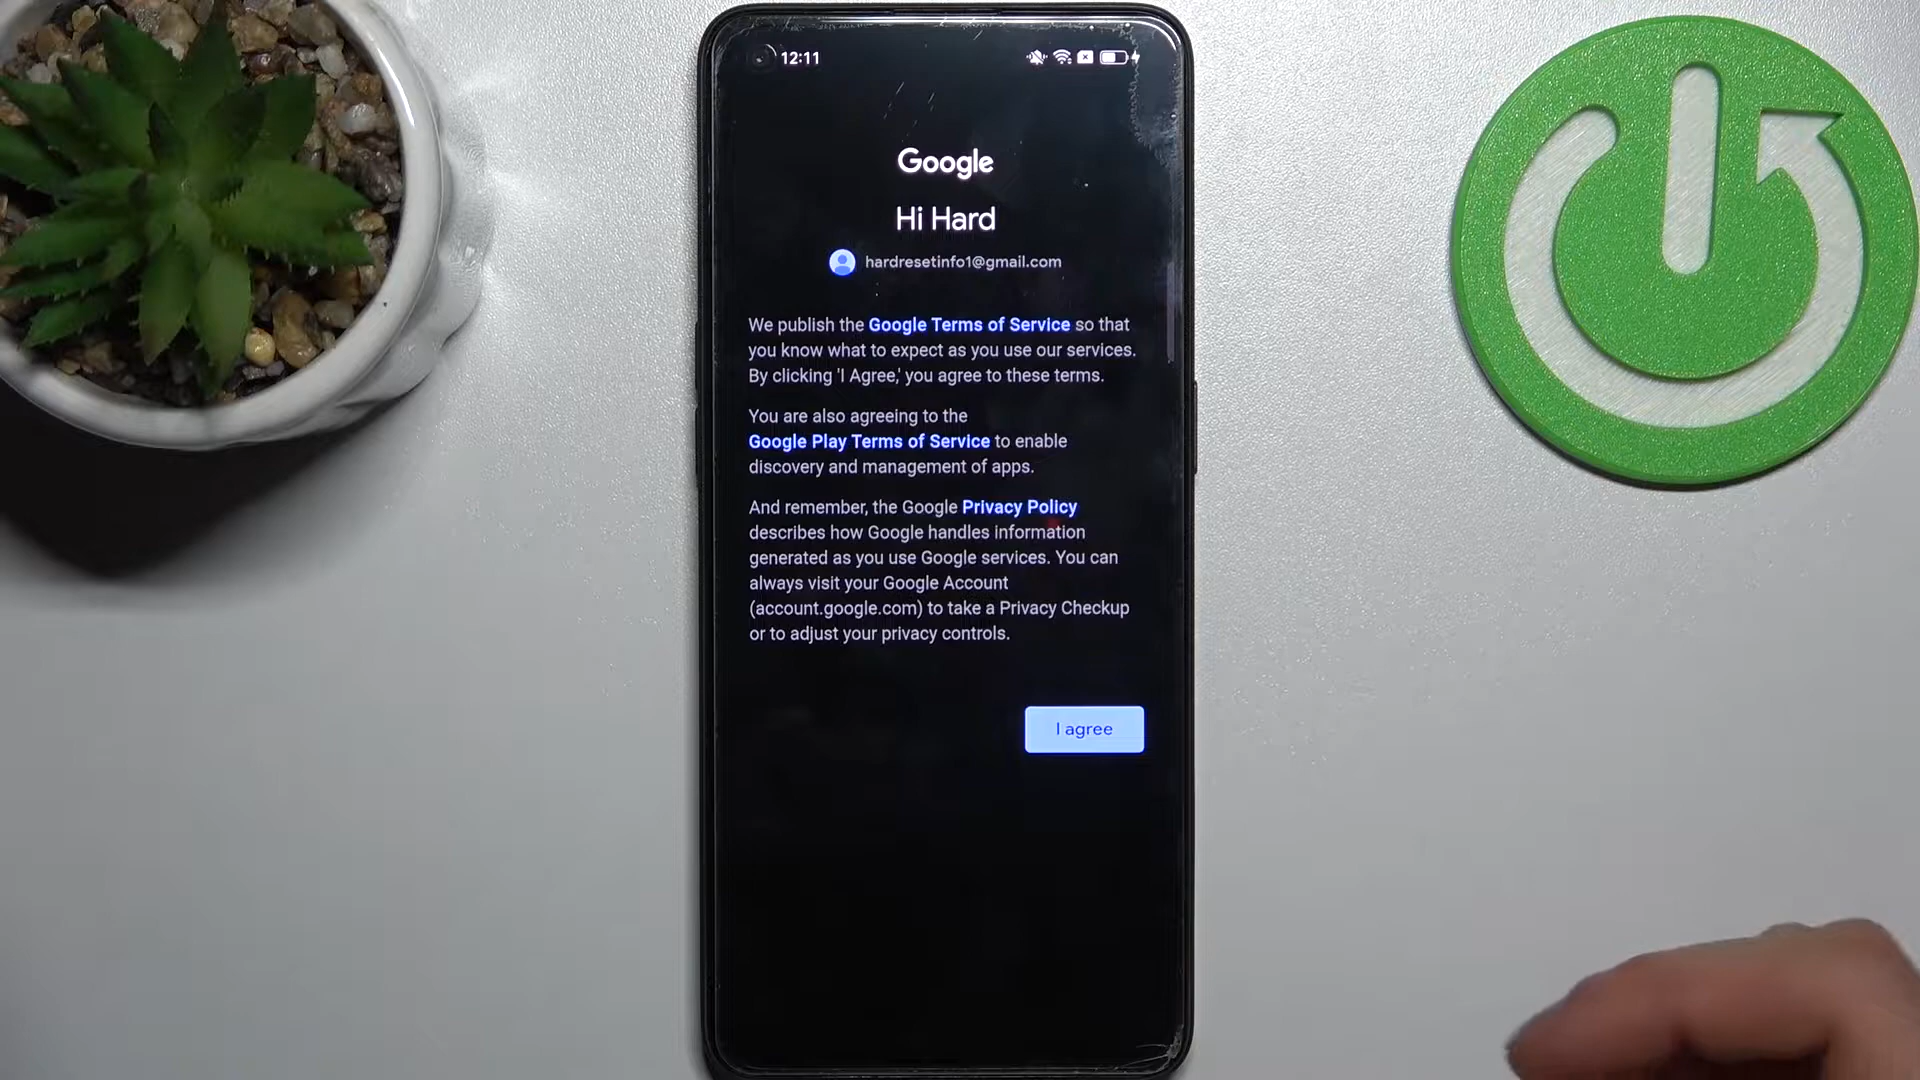 12:11
Google
Hi Hard
hardresetinfo1@gmail.com
We publish the Google Terms of Service so that
you know what to expect as you use our services.
By clicking 'I Agree,' you agree to these terms.
You are also agreeing to the
Google Play Terms of Service to enable
discovery and management of apps.
And remember, the Google Privacy Policy
describes how Google handles information
generated as you use Google services. You can
always visit your Google Account
(account.google.com) to take a Privacy Checkup
or to adjust your privacy controls.
I agree